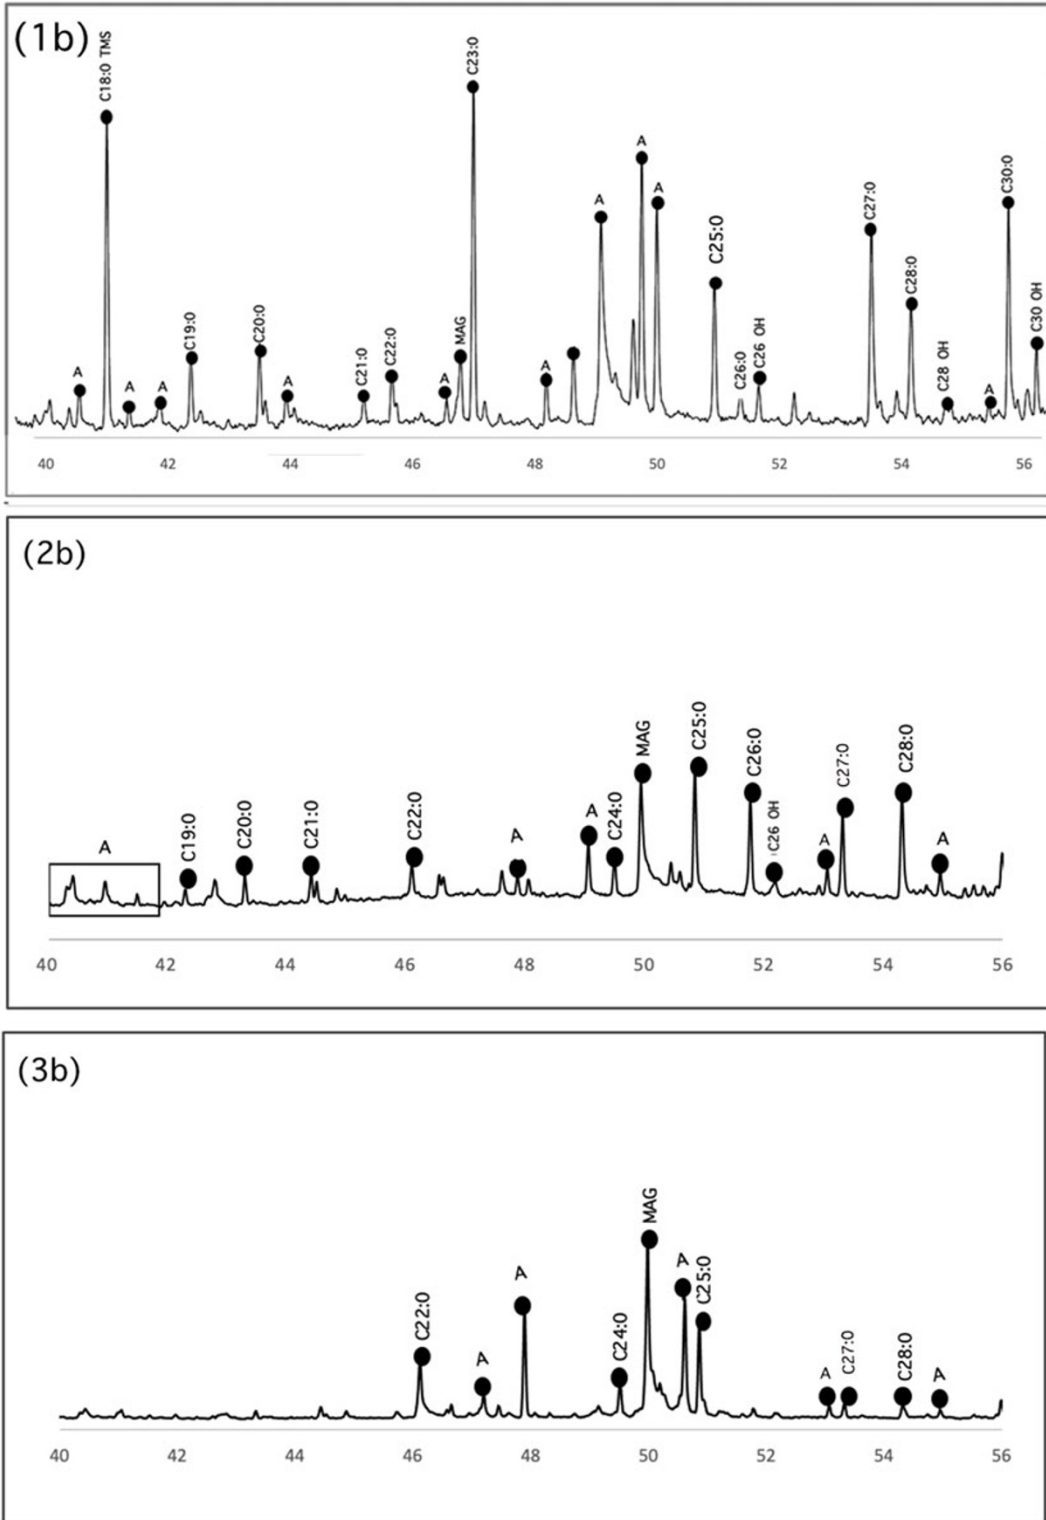 (1b)
C18:0 TMS
C23:0
A
A
A
C30:0
C27:0
C25:0
C28:0
C30 OH
C19:0
C20:0
MAG
C22:0
C26 OH
C26:0
C21:0
C28 OH
A
A
A
A
A
A
A
40 42 44 46 48 50 52 54 56
(2b)
MAG
C25:0
C26:0
C27:0
C28:0
C26 OH
A
C19:0
C20:0
C21:0
C22:0
A
A
C24:0
A
A
40 42 44 46 48 50 52 54 56
(3b)
MAG
A
A
C25:0
C22:0
A
C24:0
A
C27:0
C28:0
A
40 42 44 46 48 50 52 54 56